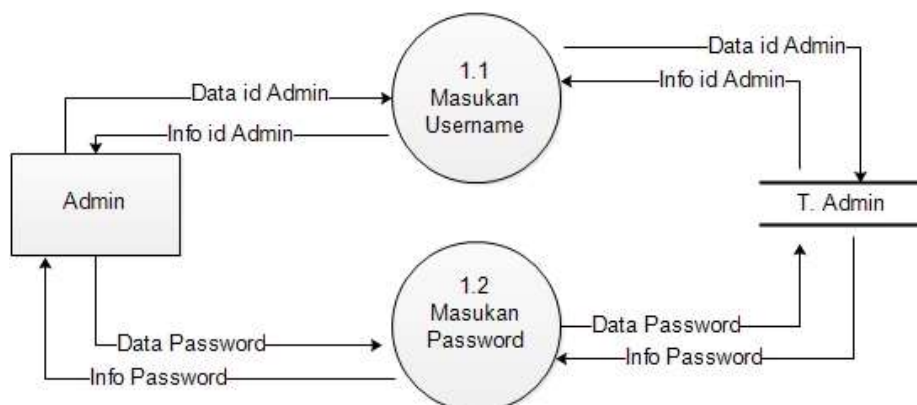 Data id Admin
Info id Admin
1.1
Masukan
Username
Data id Admin
Info id Admin
Admin
T. Admin
1.2
Masukan
Password
Data Password
Info Password
Data Password
Info Password